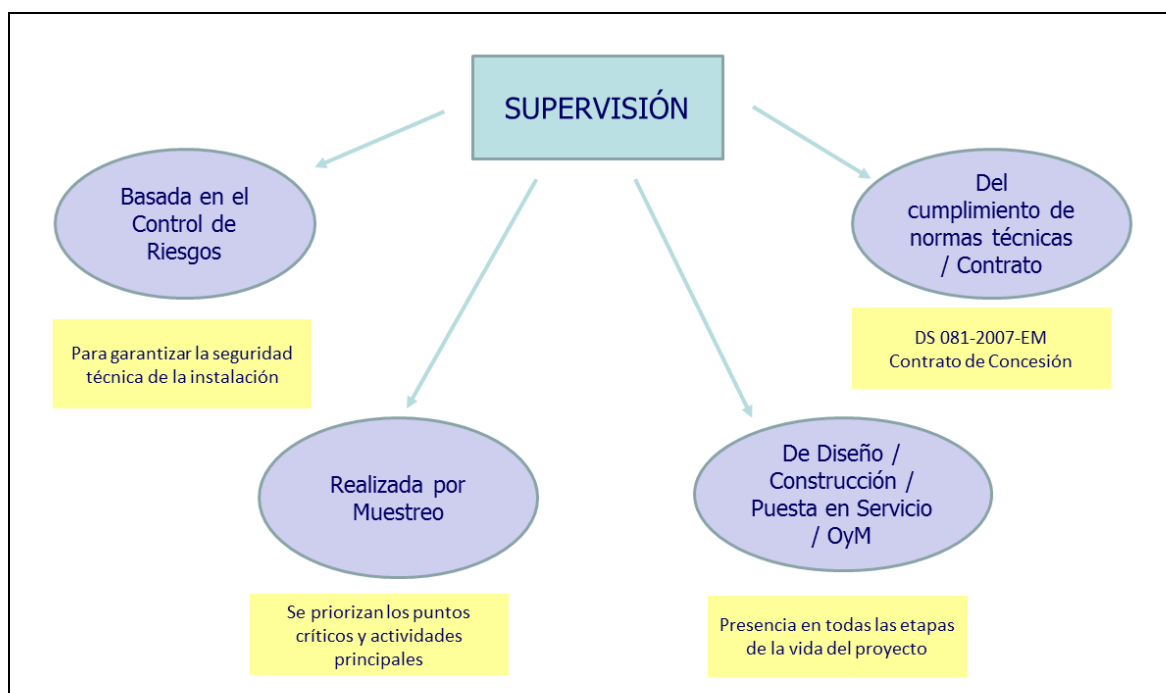 SUPERVISIÓN
Basada en el
Control de
Riesgos
Para garantizar la seguridad
técnica de la instalación
Realizada por
Muestreo
Se priorizan los puntos
críticos y actividades
principales
De Diseño /
Construcción /
Puesta en Servicio
/ OyM
Presencia en todas las etapas
de la vida del proyecto
Del
cumplimiento de
normas técnicas
/ Contrato
DS 081-2007-EM
Contrato de Concesión